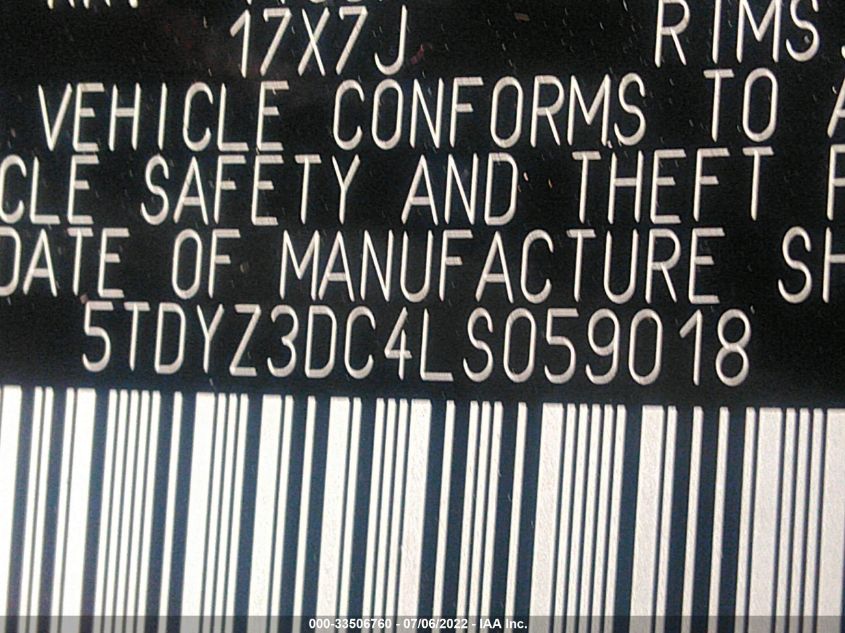 17X7J RIMS
VEHICLE CONFORMS TO
SAFETY AND THEFT
DATE OF MANUFACTURE
5TDYZ3DC4LS059018
000-33506760 - 07/06/2022 - IAA Inc.